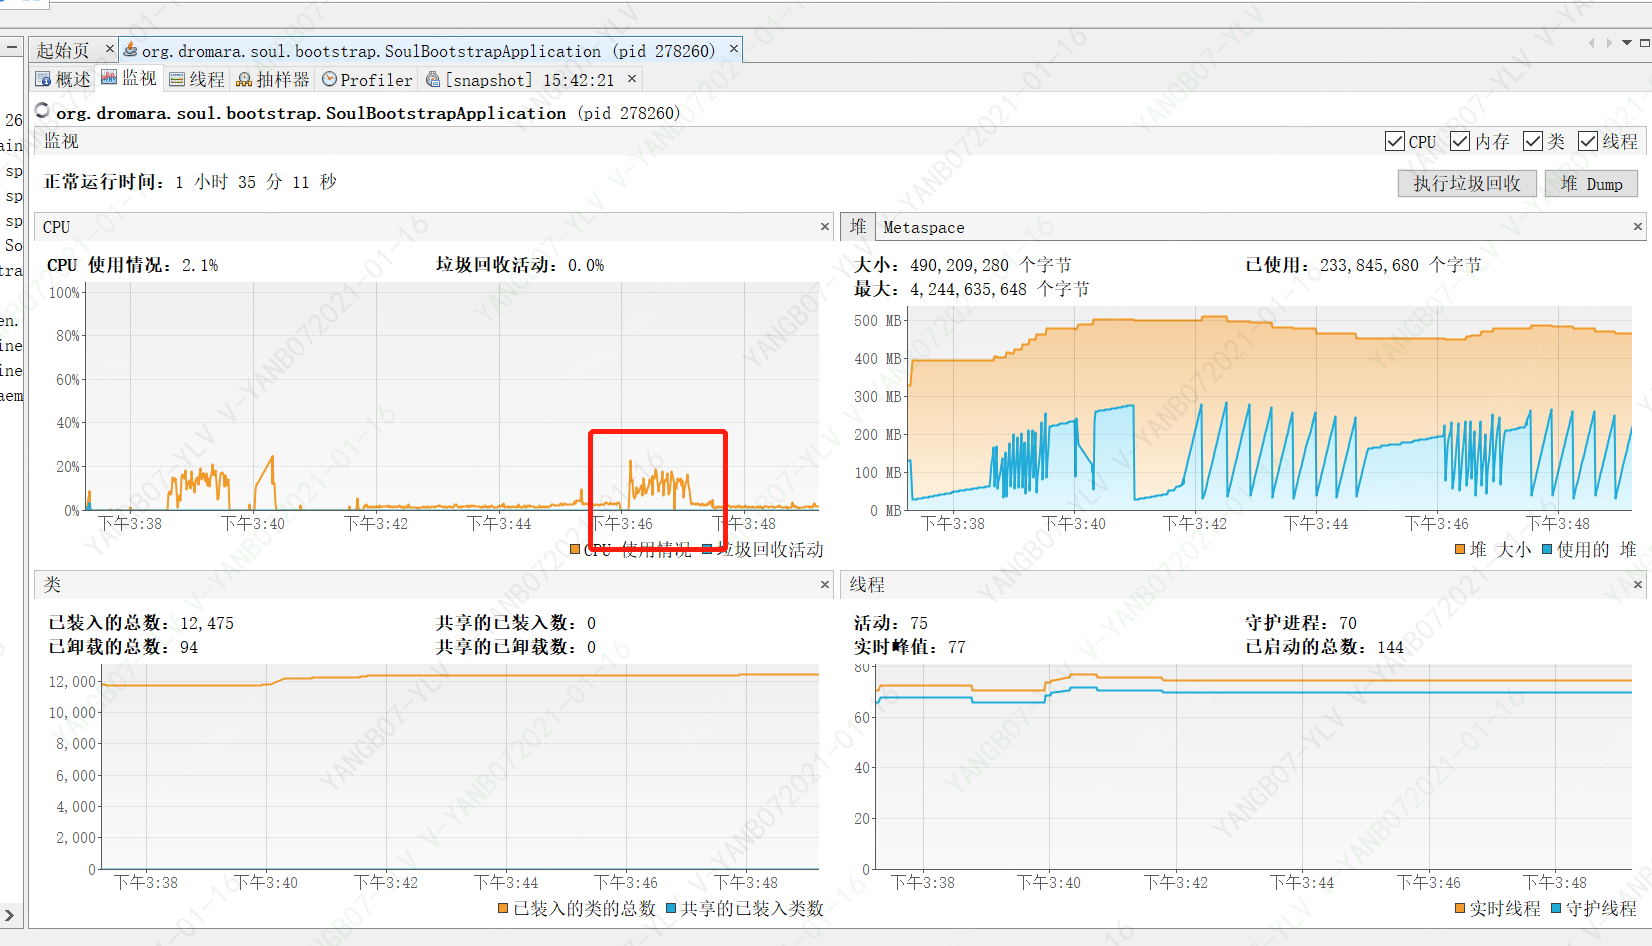 起始页 ×
org.dromara.soul.bootstrap.SoulBootstrapApplication (pid 278260) ×
概述 监视 线程 抽样器 Profiler [snapshot] 15:42:21 ×
org.dromara.soul.bootstrap.SoulBootstrapApplication (pid 278260)
监视
CPU 内存 类 线程
正常运行时间: 1 小时 35 分 11 秒
执行垃圾回收 堆 Dump
26
ain
sp
sp
sp
So
tra
en.
ine
ine
aem
CPU ×
CPU 使用情况: 2.1% 垃圾回收活动: 0.0%
100%
80%
60%
40%
20%
0%
下午3:38 下午3:40 下午3:42 下午3:44 下午3:46 下午3:48
CPU 使用情况 垃圾回收活动
堆 Metaspace ×
大小: 490,209,280 个字节 已使用: 233,845,680 个字节
最大: 4,244,635,648 个字节
500 MB
400 MB
300 MB
200 MB
100 MB
0 MB
下午3:38 下午3:40 下午3:42 下午3:44 下午3:46 下午3:48
堆 大小 使用的 堆
类 ×
已装入的总数: 12,475 共享的已装入数: 0
已卸载的总数: 94 共享的已卸载数: 0
12,000
10,000
8,000
6,000
4,000
2,000
0
下午3:38 下午3:40 下午3:42 下午3:44 下午3:46 下午3:48
已装入的类的总数 共享的已装入类数
线程 ×
活动: 75 守护进程: 70
实时峰值: 77 已启动的总数: 144
80
60
40
20
0
下午3:38 下午3:40 下午3:42 下午3:44 下午3:46 下午3:48
实时线程 守护线程
YANGB07-YLV V-YANB072021-01-16